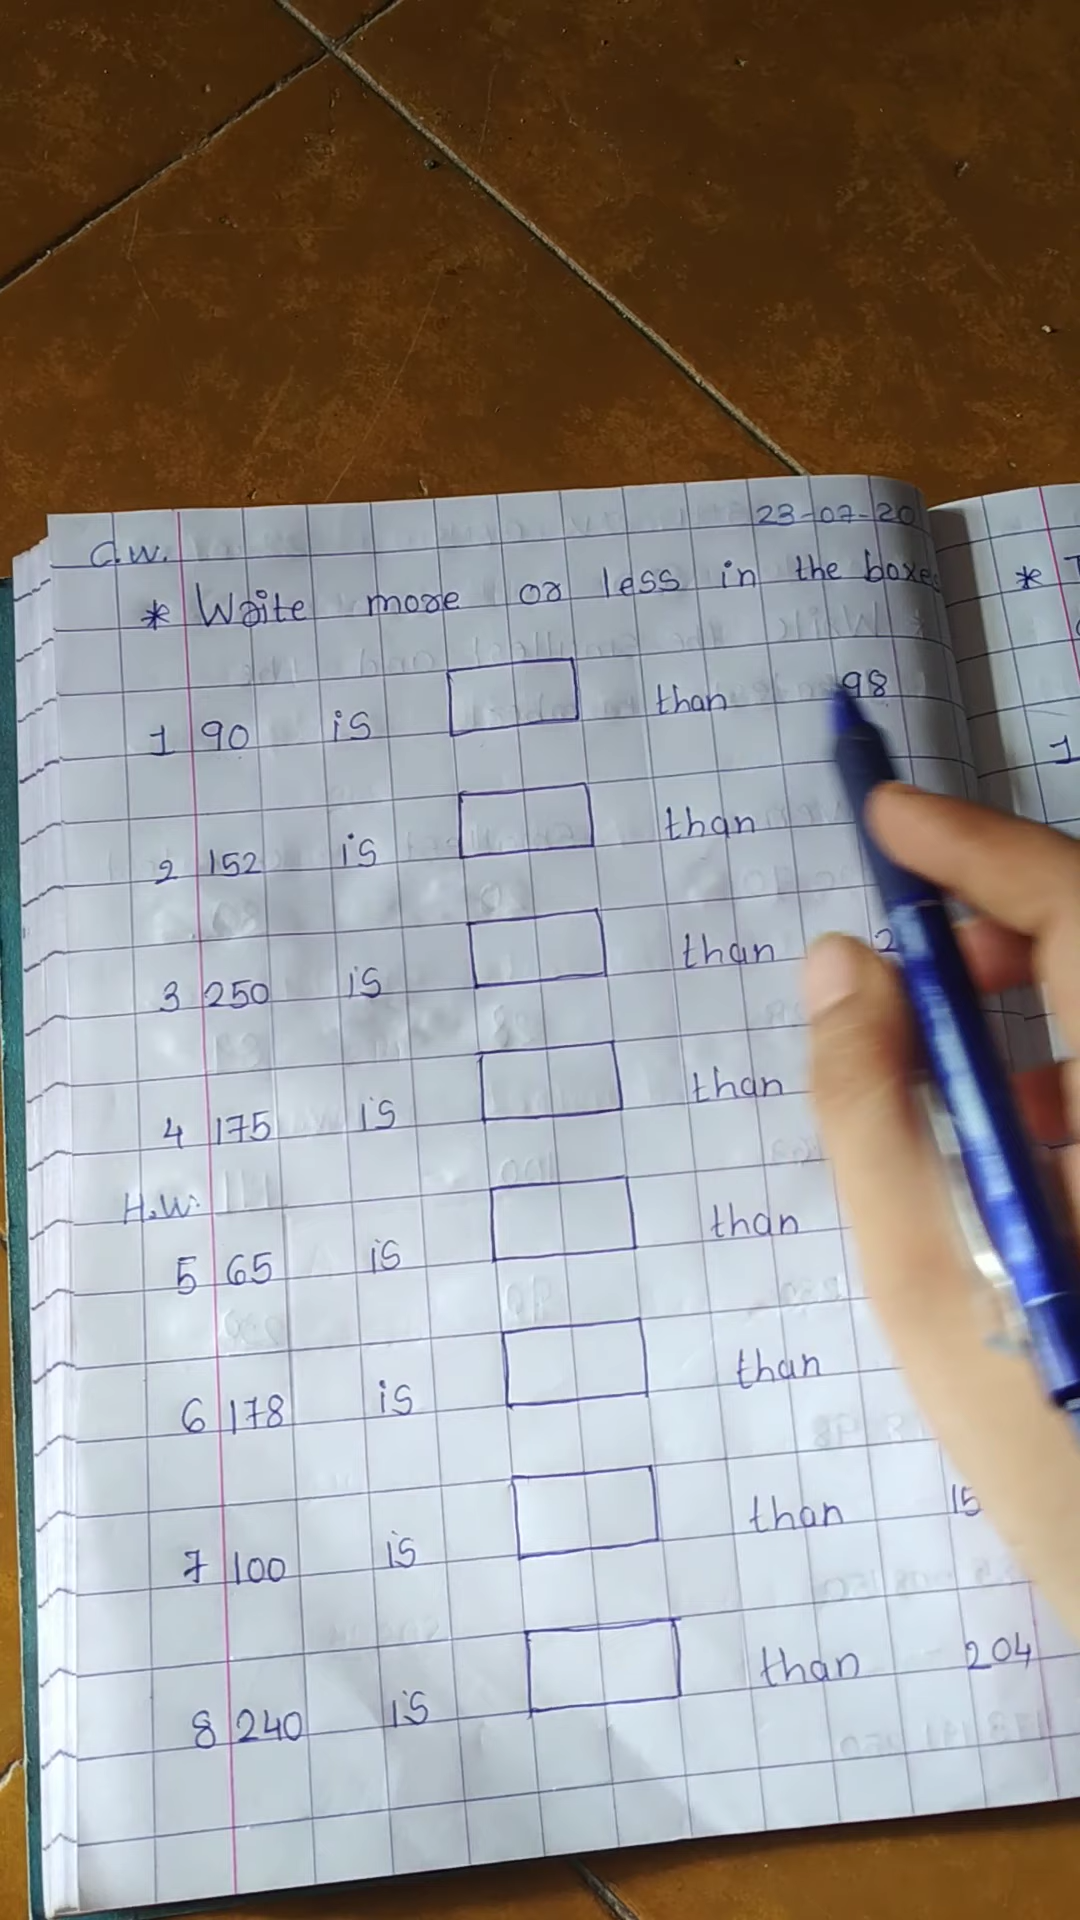 C.W.
23-07-20
* Write more or less in the boxes
1 90 is than 98
2 152 is than
3 250 is than
4 175 is than
H.W.
5 65 is than
6 178 is than
7 100 is than
8 240 is than 204
*
1